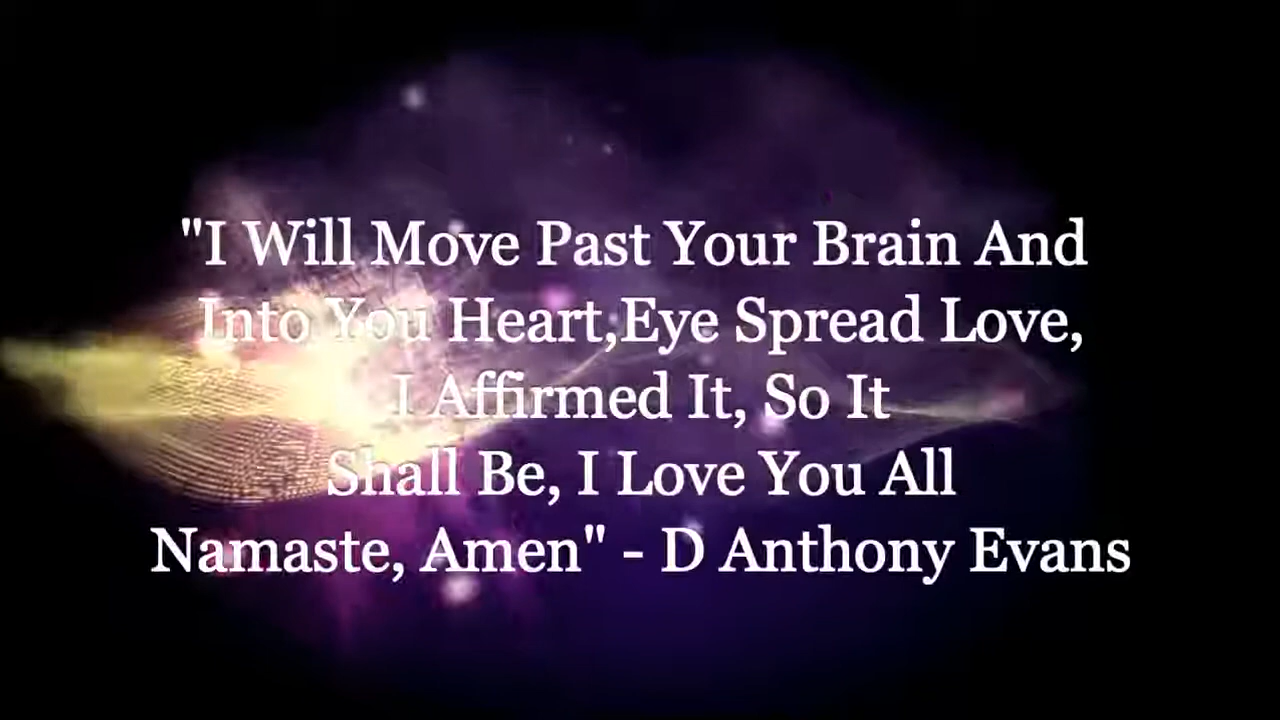 "I Will Move Past Your Brain And
Into You Heart,Eye Spread Love,
I Affirmed It, So It
Shall Be, I Love You All
Namaste, Amen" - D Anthony Evans